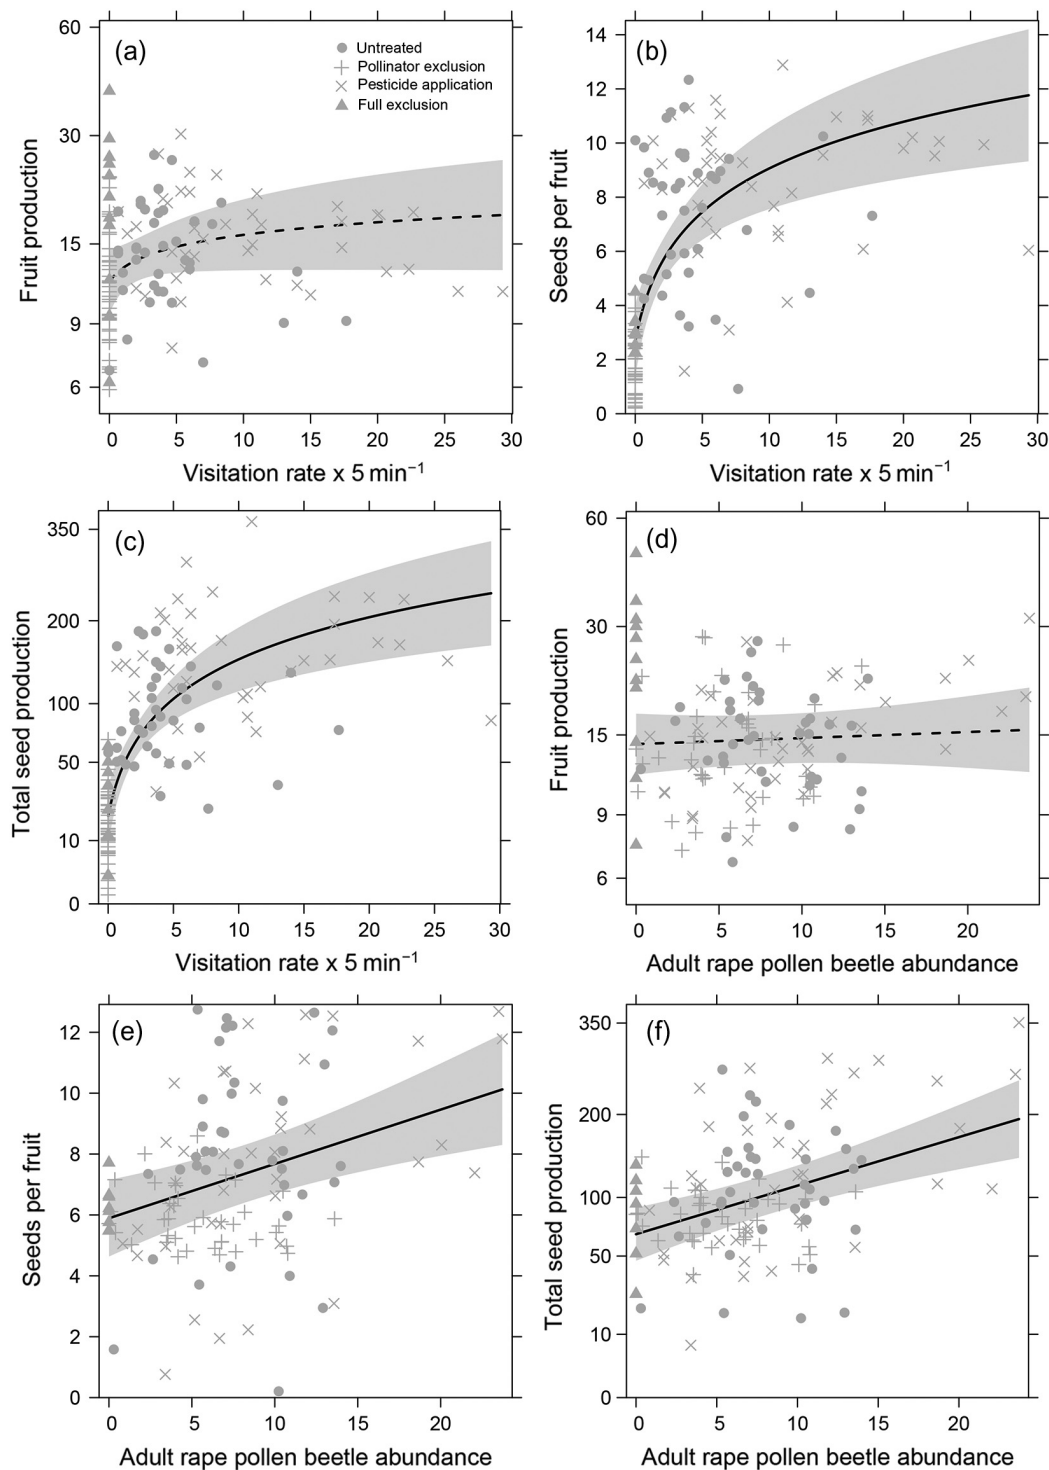 (a)
Untreated
Pollinator exclusion
Pesticide application
Full exclusion
60
30
15
9
6
Fruit production
0 5 10 15 20 25 30
Visitation rate x 5 min⁻¹
(b)
14
12
10
8
6
4
2
0
Seeds per fruit
0 5 10 15 20 25 30
Visitation rate x 5 min⁻¹
(c)
350
200
100
50
10
0
Total seed production
0 5 10 15 20 25 30
Visitation rate x 5 min⁻¹
(d)
60
30
15
9
6
Fruit production
0 5 10 15 20
Adult rape pollen beetle abundance
(e)
12
10
8
6
4
2
0
Seeds per fruit
0 5 10 15 20
Adult rape pollen beetle abundance
(f)
350
200
100
50
10
0
Total seed production
0 5 10 15 20
Adult rape pollen beetle abundance